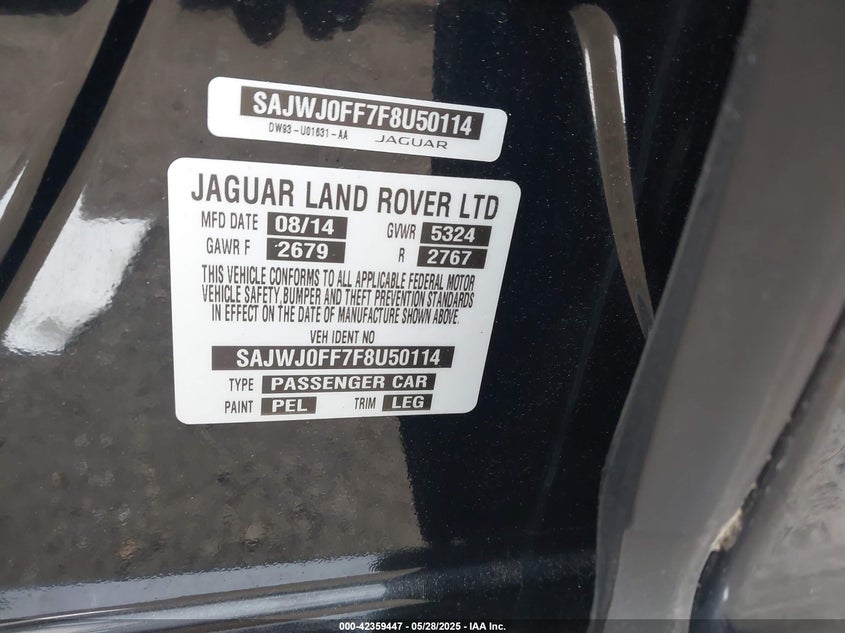 SAJWJ0FF7F8U50114
DW93-U01631-AA JAGUAR
JAGUAR LAND ROVER LTD
MFD DATE 08/14 GVWR 5324
GAWR F 2679 R 2767
THIS VEHICLE CONFORMS TO ALL APPLICABLE FEDERAL MOTOR
VEHICLE SAFETY,BUMPER AND THEFT PREVENTION STANDARDS
IN EFFECT ON THE DATE OF MANUFACTURE SHOWN ABOVE.
VEH IDENT NO
SAJWJ0FF7F8U50114
TYPE PASSENGER CAR
PAINT PEL TRIM LEG
000-42359447 - 05/28/2025 - IAA Inc.